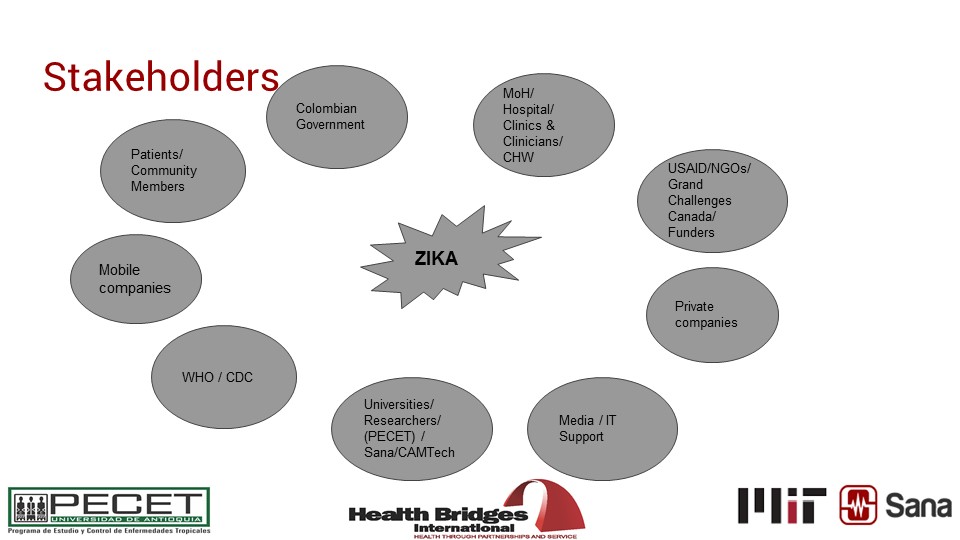 Stakeholders
Colombian
Government
MoH/
Hospital/
Clinics &
Clinicians/
CHW
Patients/
Community
Members
USAID/NGOs/
Grand
Challenges
Canada/
Funders
ZIKA
Mobile
companies
Private
companies
WHO / CDC
Universities/
Researchers/
(PECET) /
Sana/CAMTech
Media / IT
Support
PECET
UNIVERSIDAD DE ANTIOQUIA
Programa de Estudio y Control de Enfermedades Tropicales
Health Bridges
International
HEALTH THROUGH PARTNERSHIPS AND SERVICE
MIT
Sana